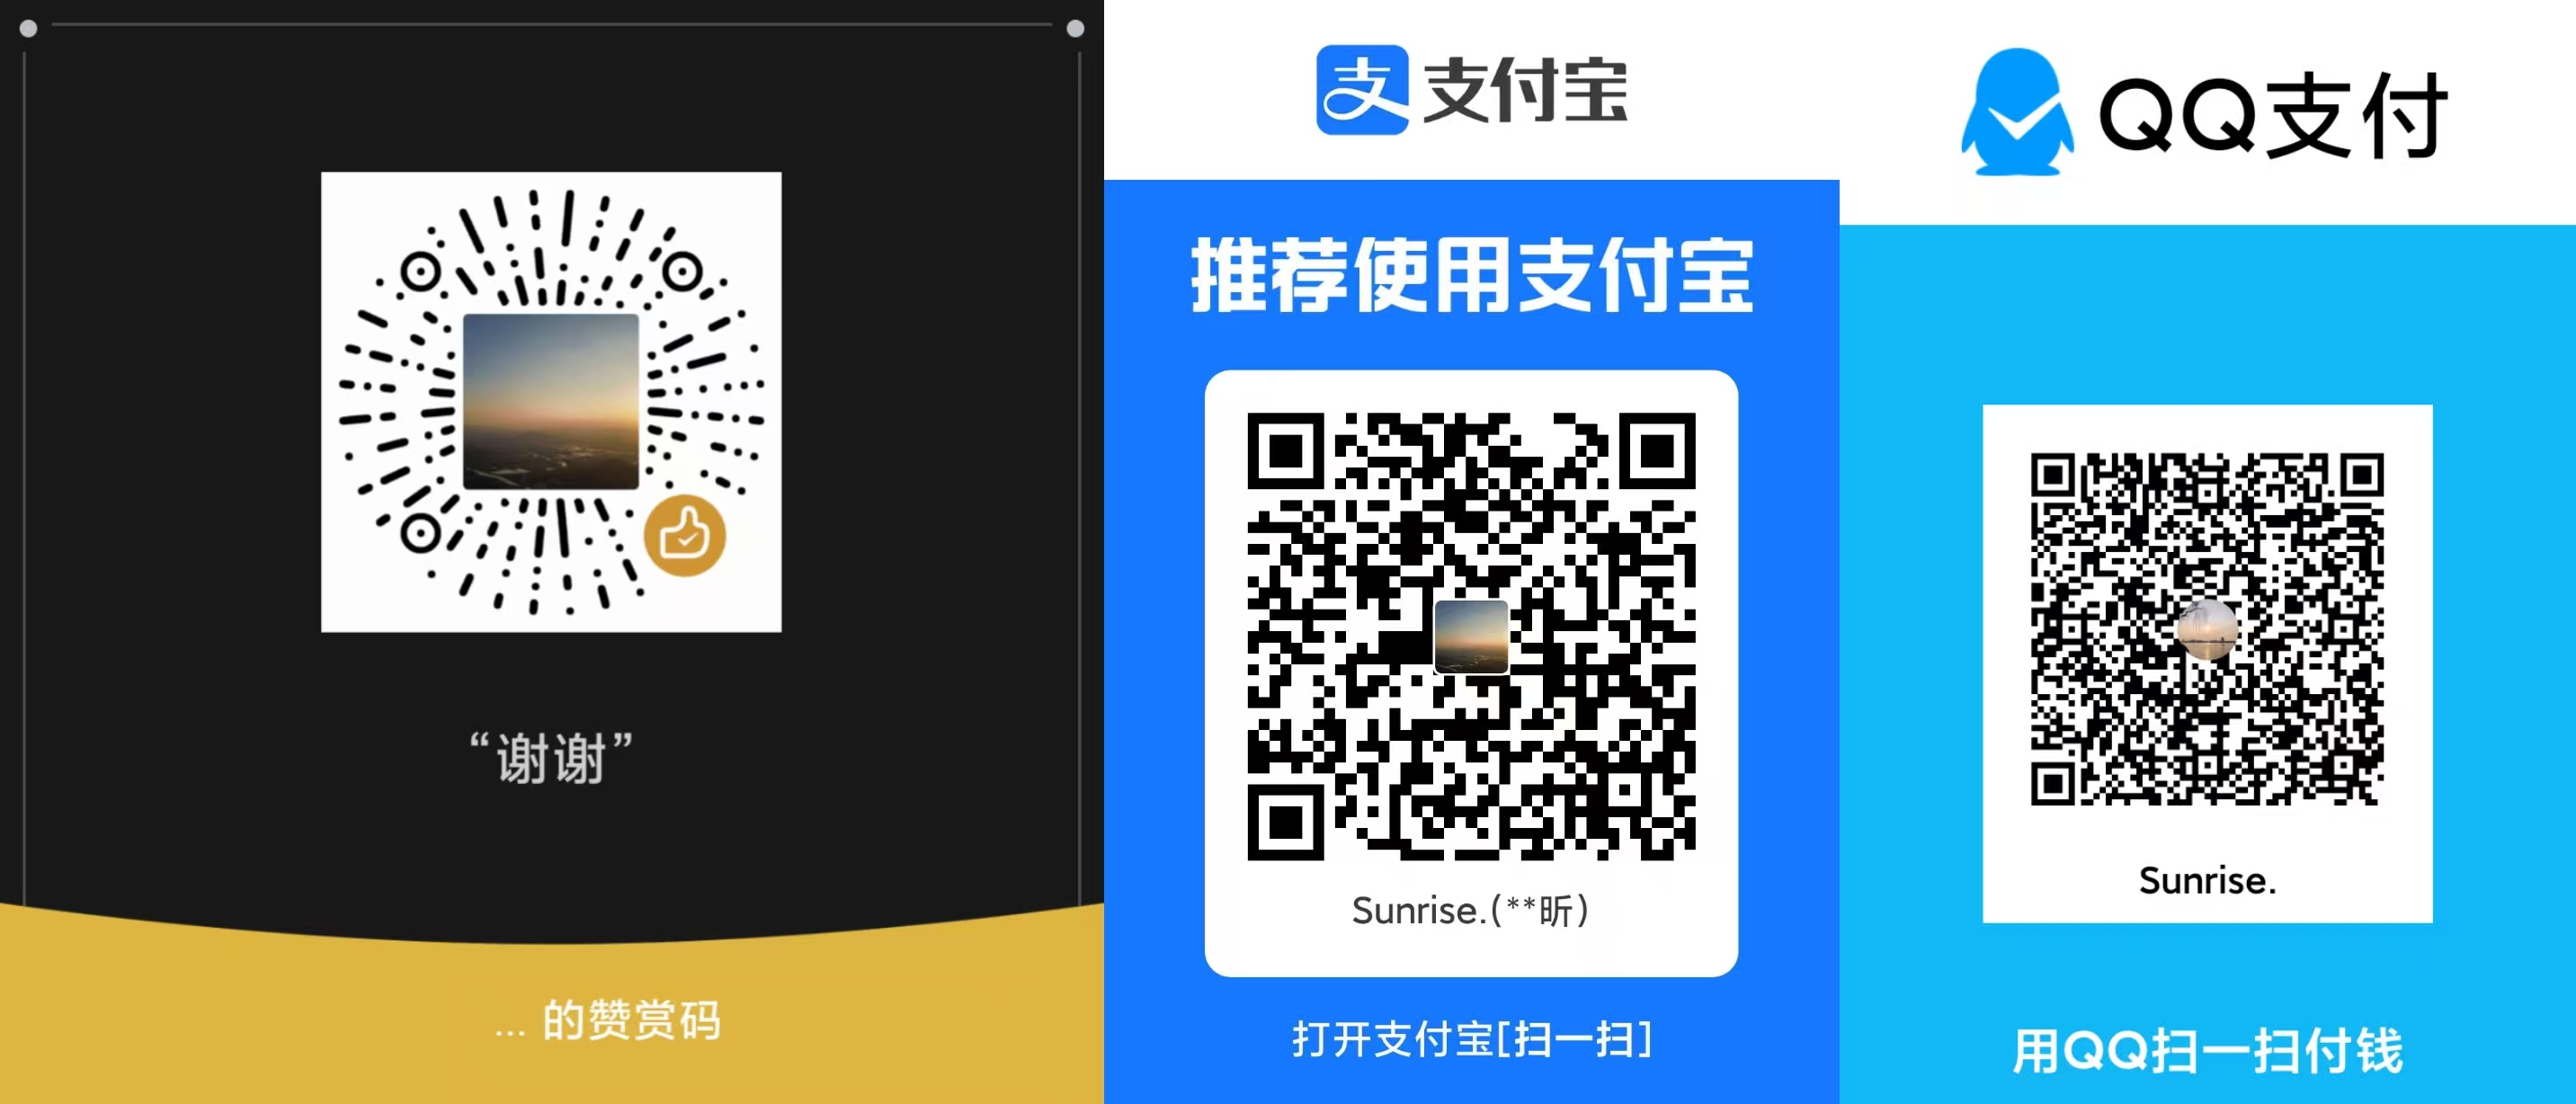 “谢谢”
... 的赞赏码
支 支付宝
推荐使用支付宝
Sunrise.(**昕)
打开支付宝[扫一扫]
QQ支付
Sunrise.
用QQ扫一扫付钱